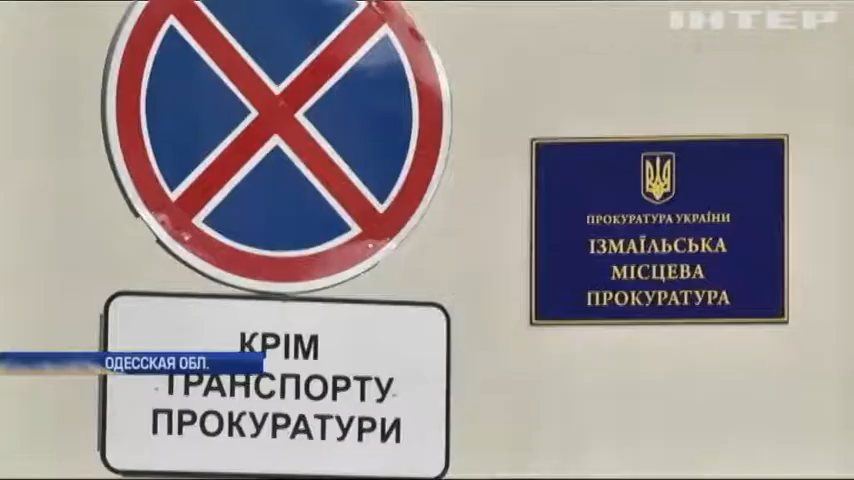 ІНТЕР
ПРОКУРАТУРА УКРАЇНИ
ІЗМАЇЛЬСЬКА
МІСЦЕВА
ПРОКУРАТУРА
КРІМ
ОДЕССКАЯ ОБЛ.
ТРАНСПОРТУ
ПРОКУРАТУРИ